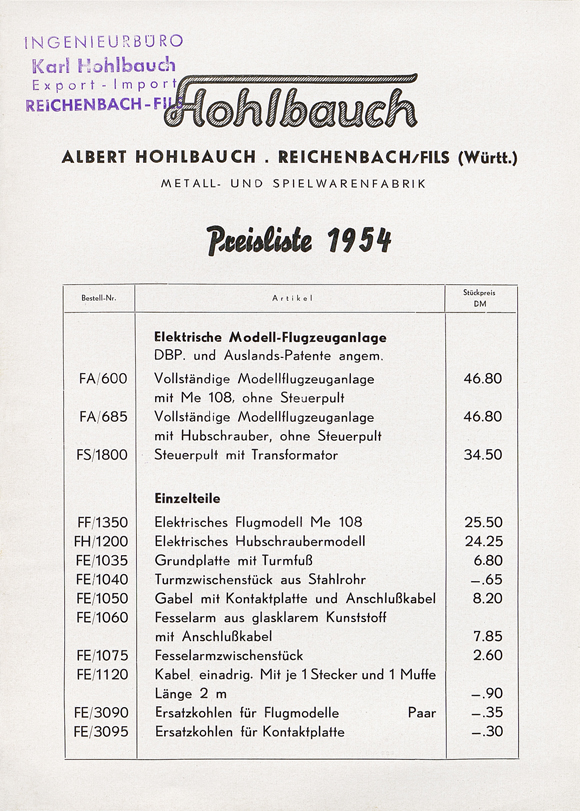 INGENIEURBÜRO
Karl Hohlbauch
Export-Import
REICHENBACH-FILS
Hohlbauch
ALBERT HOHLBAUCH . REICHENBACH/FILS (Württ.)
METALL- UND SPIELWARENFABRIK
Preisliste 1954
Bestell-Nr. Artikel Stückpreis DM
Elektrische Modell-Flugzeuganlage
DBP. und Auslands-Patente angem.
FA/600 Vollständige Modellflugzeuganlage 46.80
mit Me 108, ohne Steuerpult
FA/685 Vollständige Modellflugzeuganlage 46.80
mit Hubschrauber, ohne Steuerpult
FS/1800 Steuerpult mit Transformator 34.50
Einzelteile
FF/1350 Elektrisches Flugmodell Me 108 25.50
FH/1200 Elektrisches Hubschraubermodell 24.25
FE/1035 Grundplatte mit Turmfuß 6.80
FE/1040 Turmzwischenstück aus Stahlrohr –.65
FE/1050 Gabel mit Kontaktplatte und Anschlußkabel 8.20
FE/1060 Fesselarm aus glasklarem Kunststoff
mit Anschlußkabel 7.85
FE/1075 Fesselarmzwischenstück 2.60
FE/1120 Kabel einadrig. Mit je 1 Stecker und 1 Muffe
Länge 2 m –.90
FE/3090 Ersatzkohlen für Flugmodelle Paar –.35
FE/3095 Ersatzkohlen für Kontaktplatte –.30